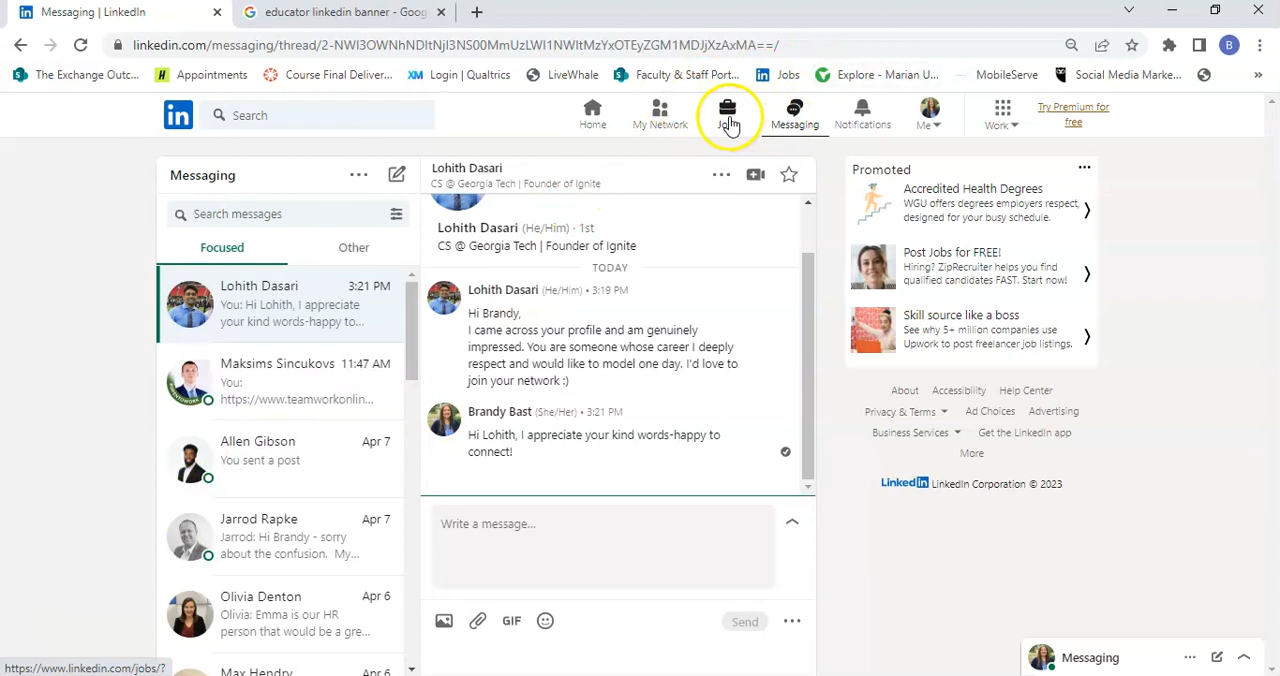 Messaging | LinkedIn
educator linkedin banner - Goog
linkedin.com/messaging/thread/2-NWI3OWNhNDItNjI3NS00MmUzLWI1NWItMzYxOTEyZGM1MDJjXzAxMA==/
B
The Exchange Outc... Appointments Course Final Deliver... Login | Qualtrics LiveWhale Faculty & Staff Port... Jobs Explore - Marian U... MobileServe Social Media Marke... »
Search
Home My Network Messaging Notifications Me Work
Try Premium for
free
Messaging
Search messages
Focused Other
Lohith Dasari 3:21 PM
You: Hi Lohith, I appreciate
your kind words-happy to...
Maksims Sincukovs 11:47 AM
You:
https://www.teamworkonlin...
Allen Gibson Apr 7
You sent a post
Jarrod Rapke Apr 7
Jarrod: Hi Brandy - sorry
about the confusion. My...
Olivia Denton Apr 6
Olivia: Emma is our HR
person that would be a gre...
Max Hendry
Lohith Dasari
CS @ Georgia Tech | Founder of Ignite
Lohith Dasari (He/Him) · 1st
CS @ Georgia Tech | Founder of Ignite
TODAY
Lohith Dasari (He/Him) • 3:19 PM
Hi Brandy,
I came across your profile and am genuinely
impressed. You are someone whose career I deeply
respect and would like to model one day. I'd love to
join your network :)
Brandy Bast (She/Her) • 3:21 PM
Hi Lohith, I appreciate your kind words-happy to
connect!
Write a message...
GIF
Send
Promoted
Accredited Health Degrees
WGU offers degrees employers respect,
designed for your busy schedule.
Post Jobs for FREE!
Hiring? ZipRecruiter helps you find
qualified candidates FAST. Start now!
Skill source like a boss
See why 5+ million companies use
Upwork to post freelancer job listings.
About Accessibility Help Center
Privacy & Terms Ad Choices Advertising
Business Services Get the LinkedIn app
More
LinkedIn LinkedIn Corporation © 2023
Messaging
https://www.linkedin.com/jobs/?